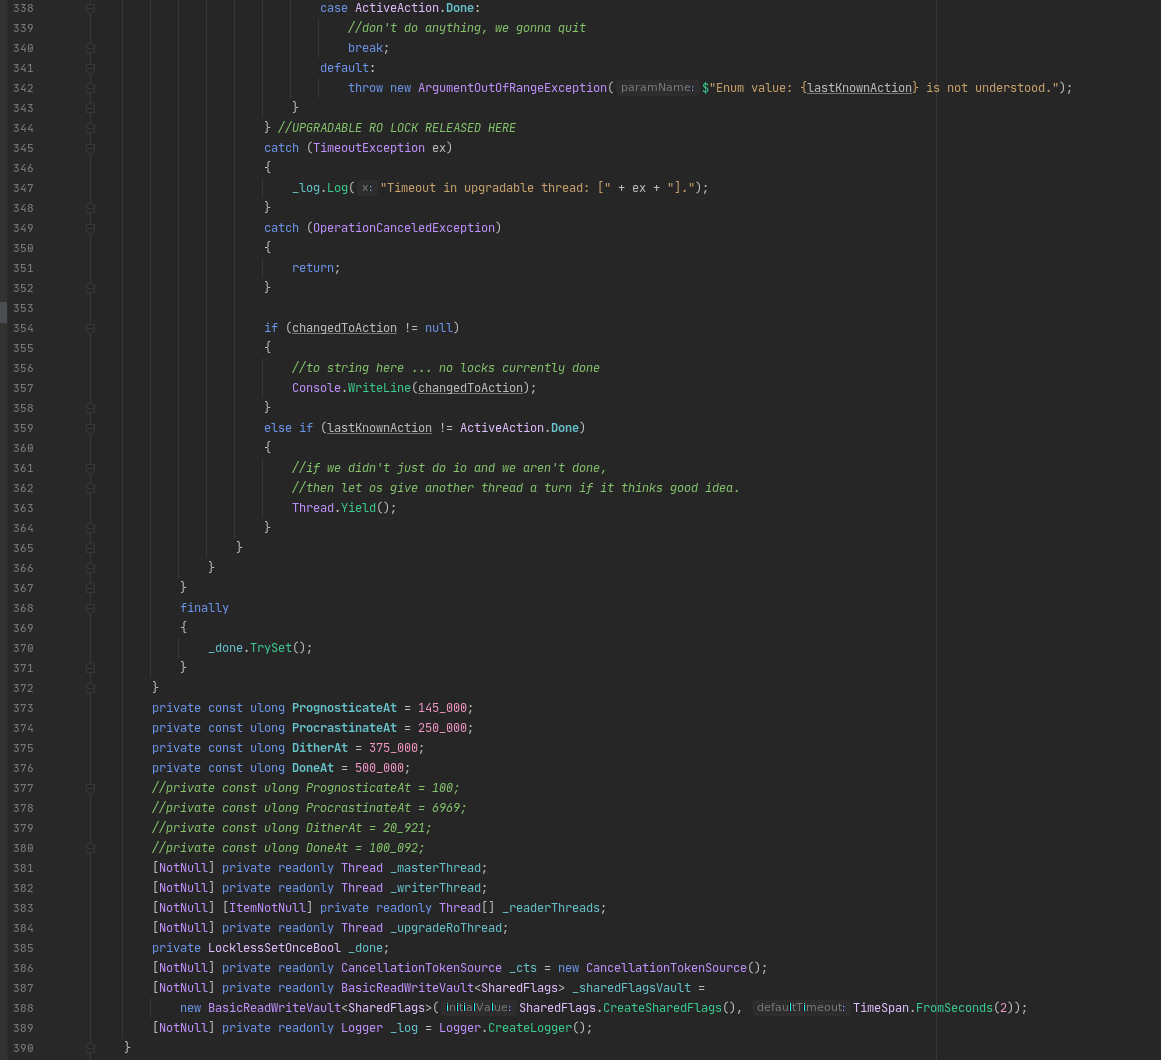 338 case ActiveAction.Done:
339 //don't do anything, we gonna quit
340 break;
341 default:
342 throw new ArgumentOutOfRangeException( paramName: $"Enum value: {lastKnownAction} is not understood.");
343 }
344 } //UPGRADABLE RO LOCK RELEASED HERE
345 catch (TimeoutException ex)
346 {
347 _log.Log( x: "Timeout in upgradable thread: [" + ex + "].");
348 }
349 catch (OperationCanceledException)
350 {
351 return;
352 }
353
354 if (changedToAction != null)
355 {
356 //to string here ... no locks currently done
357 Console.WriteLine(changedToAction);
358 }
359 else if (lastKnownAction != ActiveAction.Done)
360 {
361 //if we didn't just do io and we aren't done,
362 //then let os give another thread a turn if it thinks good idea.
363 Thread.Yield();
364 }
365 }
366 }
367 }
368 finally
369 {
370 _done.TrySet();
371 }
372 }
373 private const ulong PrognosticateAt = 145_000;
374 private const ulong ProcrastinateAt = 250_000;
375 private const ulong DitherAt = 375_000;
376 private const ulong DoneAt = 500_000;
377 //private const ulong PrognosticateAt = 100;
378 //private const ulong ProcrastinateAt = 6969;
379 //private const ulong DitherAt = 20_921;
380 //private const ulong DoneAt = 100_092;
381 [NotNull] private readonly Thread _masterThread;
382 [NotNull] private readonly Thread _writerThread;
383 [NotNull] [ItemNotNull] private readonly Thread[] _readerThreads;
384 [NotNull] private readonly Thread _upgradeRoThread;
385 private LocklessSetOnceBool _done;
386 [NotNull] private readonly CancellationTokenSource _cts = new CancellationTokenSource();
387 [NotNull] private readonly BasicReadWriteVault<SharedFlags> _sharedFlagsVault =
388 new BasicReadWriteVault<SharedFlags>( initialValue: SharedFlags.CreateSharedFlags(), defaultTimeout: TimeSpan.FromSeconds(2));
389 [NotNull] private readonly Logger _log = Logger.CreateLogger();
390 }